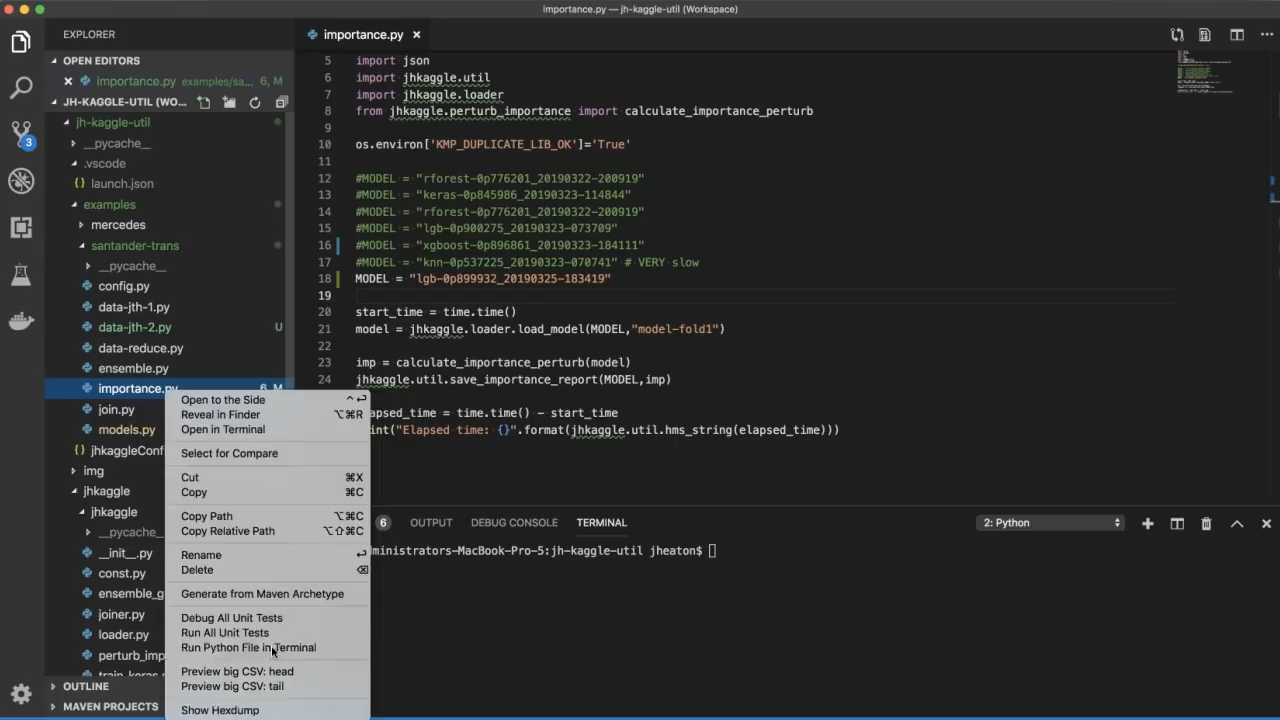 importance.py — jh-kaggle-util (Workspace)
EXPLORER
OPEN EDITORS
importance.py examples/sa... 6, M
JH-KAGGLE-UTIL (WO...
jh-kaggle-util
__pycache__
.vscode
launch.json
examples
mercedes
santander-trans
__pycache__
config.py
data-jth-1.py
data-jth-2.py U
data-reduce.py
ensemble.py
importance.py 6, M
join.py
models.py
jhkaggleConf
img
jhkaggle
jhkaggle
__pycache_
__init__.py
const.py
ensemble_g
joiner.py
loader.py
perturb_imp
OUTLINE
MAVEN PROJECTS
3
Open to the Side ⌃⏎
Reveal in Finder ⌥⌘R
Open in Terminal
Select for Compare
Cut ⌘X
Copy ⌘C
Copy Path ⌥⌘C
Copy Relative Path ⌥⇧⌘C
Rename ⏎
Delete ⌫
Generate from Maven Archetype
Debug All Unit Tests
Run All Unit Tests
Run Python File in Terminal
Preview big CSV: head
Preview big CSV: tail
Show Hexdump
importance.py
5 import json
6 import jhkaggle.util
7 import jhkaggle.loader
8 from jhkaggle.perturb_importance import calculate_importance_perturb
9
10 os.environ['KMP_DUPLICATE_LIB_OK']='True'
11
12 #MODEL = "rforest-0p776201_20190322-200919"
13 #MODEL = "keras-0p845986_20190323-114844"
14 #MODEL = "rforest-0p776201_20190322-200919"
15 #MODEL = "lgb-0p900275_20190323-073709"
16 #MODEL = "xgboost-0p896861_20190323-184111"
17 #MODEL = "knn-0p537225_20190323-070741" # VERY slow
18 MODEL = "lgb-0p899932_20190325-183419"
19
20 start_time = time.time()
21 model = jhkaggle.loader.load_model(MODEL,"model-fold1")
22
23 imp = calculate_importance_perturb(model)
24 jhkaggle.util.save_importance_report(MODEL,imp)
lapsed_time = time.time() - start_time
int("Elapsed time: {}".format(jhkaggle.util.hms_string(elapsed_time)))
6 OUTPUT DEBUG CONSOLE TERMINAL 2: Python
ministrators-MacBook-Pro-5:jh-kaggle-util jheaton$